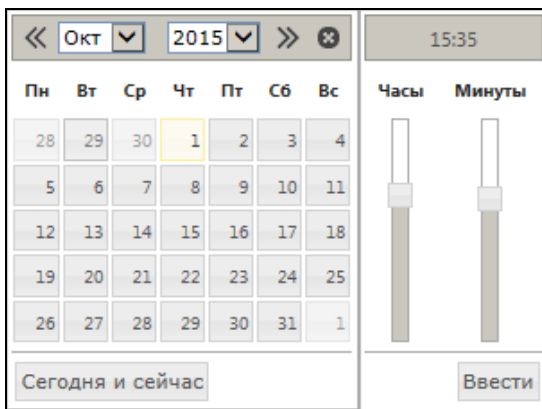 Окт 2015 15:35
Пн Вт Ср Чт Пт Сб Вс Часы Минуты
28 29 30 1 2 3 4
5 6 7 8 9 10 11
12 13 14 15 16 17 18
19 20 21 22 23 24 25
26 27 28 29 30 31 1
Сегодня и сейчас Ввести